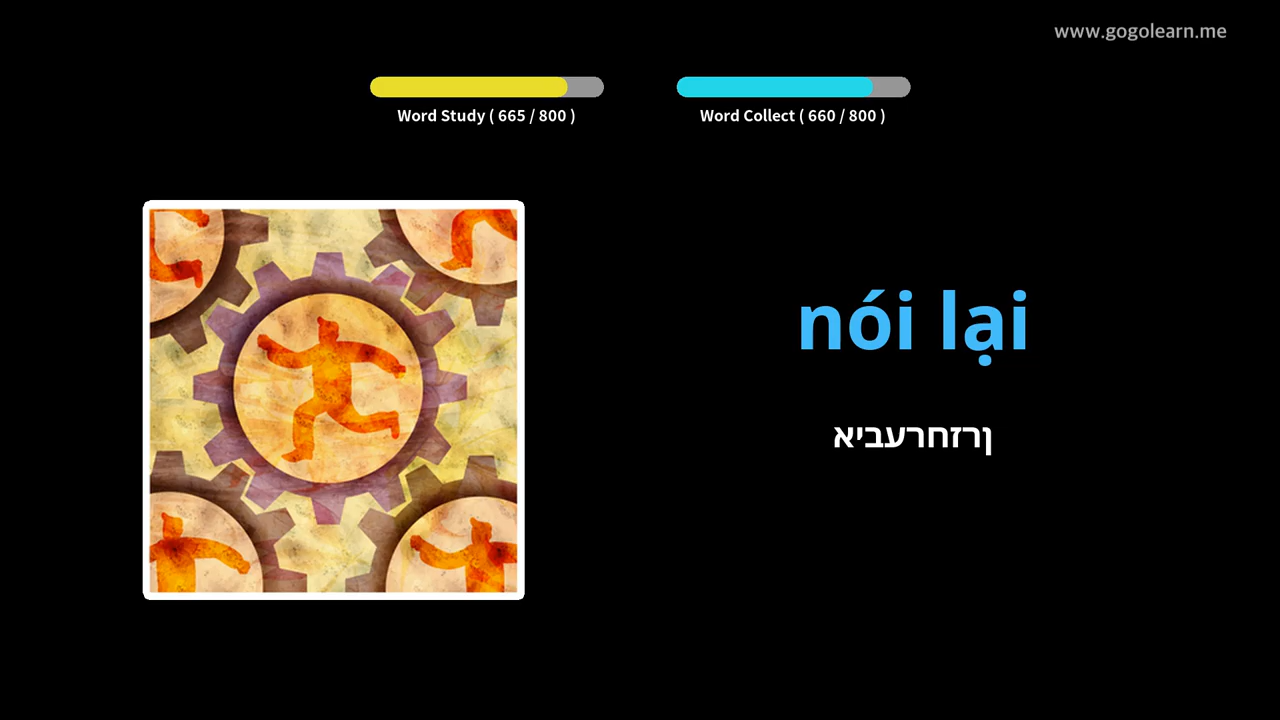 www.gogolearn.me
Word Study ( 665 / 800 )
Word Collect ( 660 / 800 )
nói lại
ןרזחרעביא